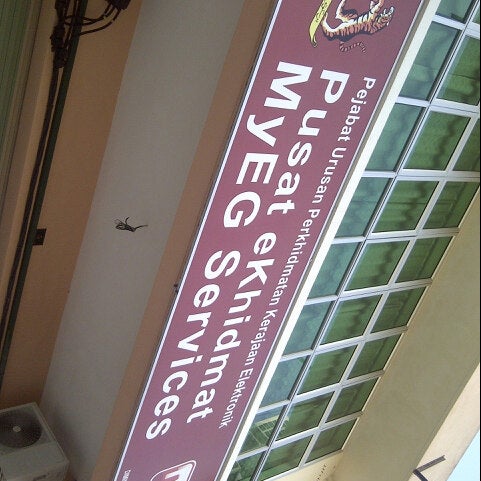 Pejabat Urusan Perkhidmatan Kerajaan Elektronik
Pusat eKhidmat
MyEG Services